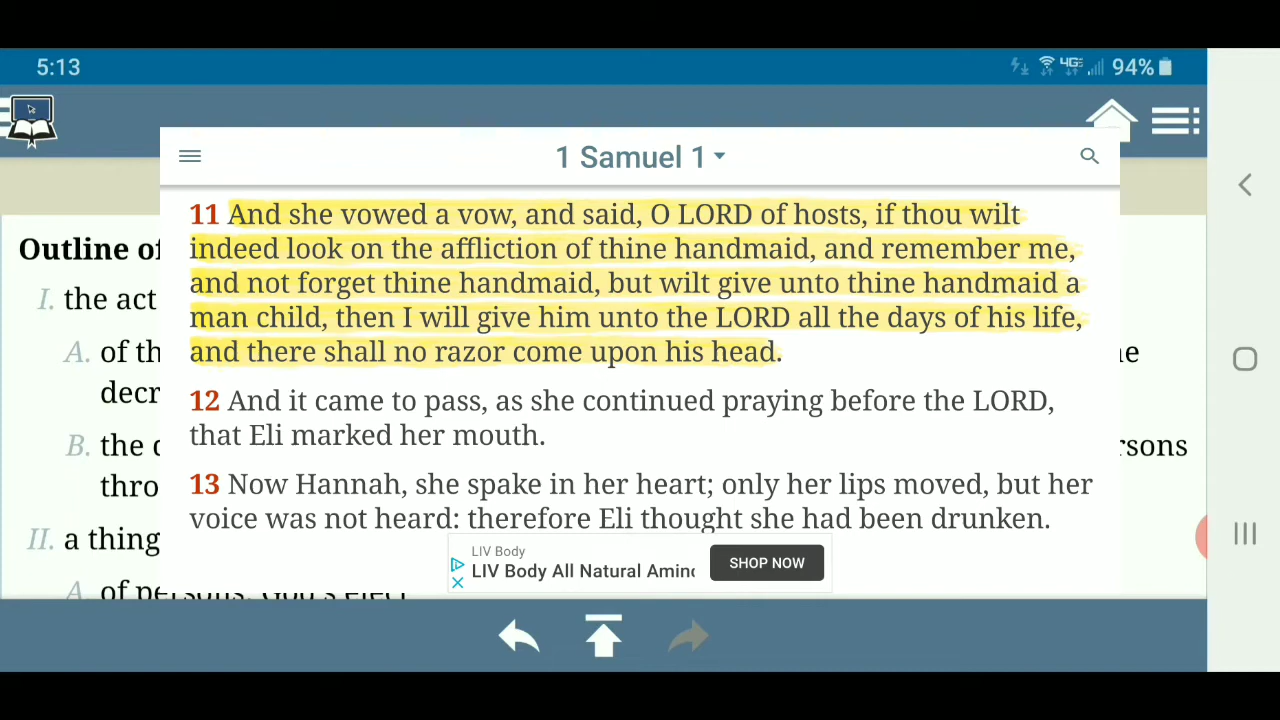 5:13
4G
94%
1 Samuel 1
11 And she vowed a vow, and said, O LORD of hosts, if thou wilt
indeed look on the affliction of thine handmaid, and remember me,
and not forget thine handmaid, but wilt give unto thine handmaid a
man child, then I will give him unto the LORD all the days of his life,
and there shall no razor come upon his head.
12 And it came to pass, as she continued praying before the LORD,
that Eli marked her mouth.
13 Now Hannah, she spake in her heart; only her lips moved, but her
voice was not heard: therefore Eli thought she had been drunken.
LIV Body
LIV Body All Natural Amin
SHOP NOW
Outline of
I. the act
A. of th
decr
B. the
rsons
thro
II. a thing
A. of persons, God's elect